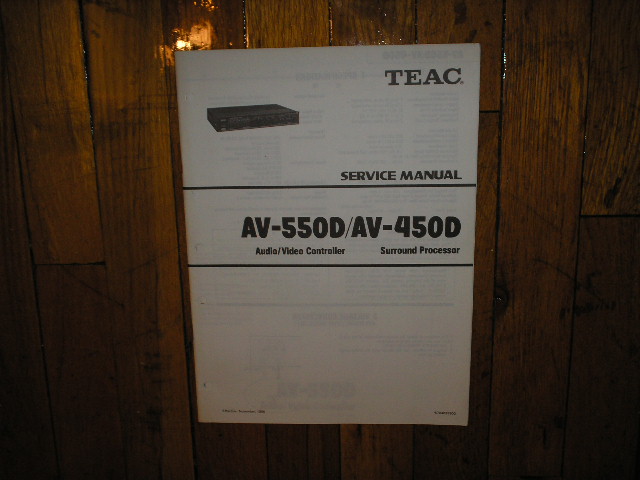 TEAC
SERVICE MANUAL
AV-550D/AV-450D
Audio/Video Controller Surround Processor